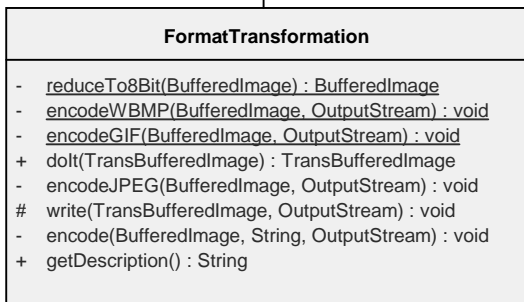 FormatTransformation
- reduceTo8Bit(BufferedImage) : BufferedImage
- encodeWBMP(BufferedImage, OutputStream) : void
- encodeGIF(BufferedImage, OutputStream) : void
+ doIt(TransBufferedImage) : TransBufferedImage
- encodeJPEG(BufferedImage, OutputStream) : void
# write(TransBufferedImage, OutputStream) : void
- encode(BufferedImage, String, OutputStream) : void
+ getDescription() : String